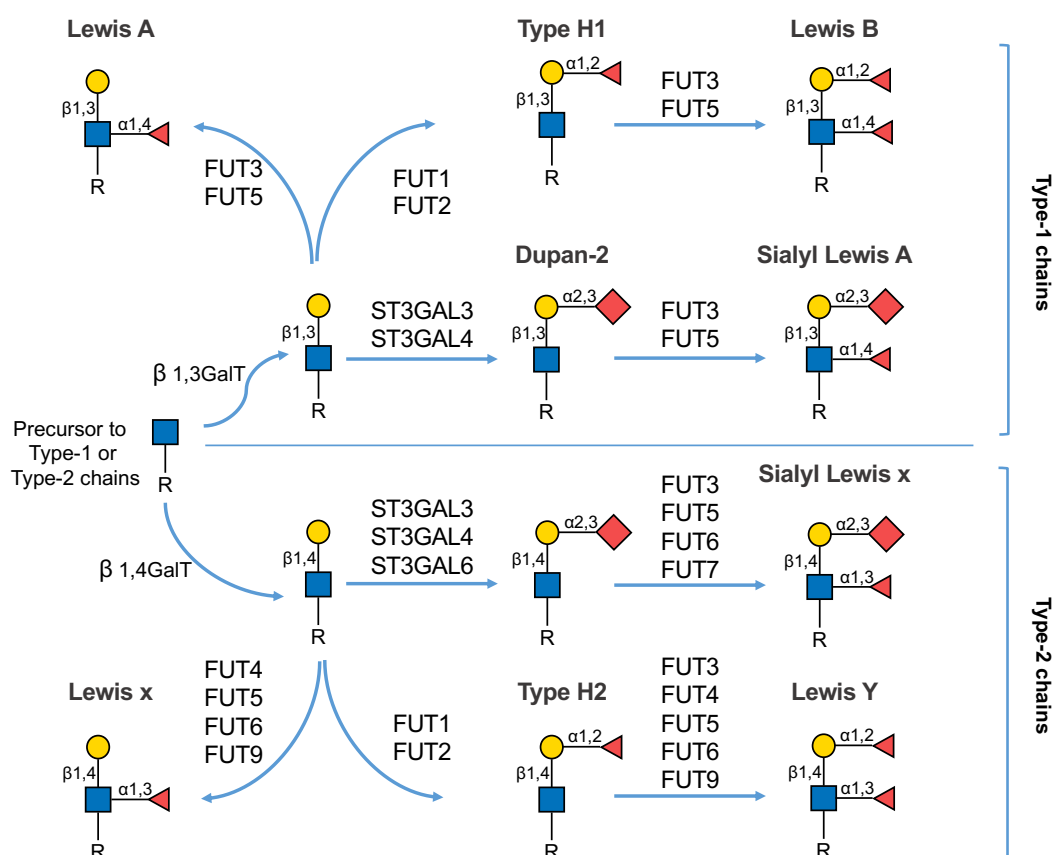 Lewis A
Type H1
Lewis B
β1,3
α1,4
R
FUT3
FUT5
FUT1
FUT2
α1,2
β1,3
R
FUT3
FUT5
α1,2
β1,3
α1,4
R
Type-1 chains
Dupan-2
Sialyl Lewis A
β1,3
R
ST3GAL3
ST3GAL4
α2,3
β1,3
R
FUT3
FUT5
α2,3
β1,3
α1,4
R
β 1,3GalT
Precursor to
Type-1 or
Type-2 chains
R
β 1,4GalT
Sialyl Lewis x
β1,4
R
ST3GAL3
ST3GAL4
ST3GAL6
α2,3
β1,4
R
FUT3
FUT5
FUT6
FUT7
α2,3
β1,4
α1,3
R
Type-2 chains
Lewis x
Type H2
Lewis Y
β1,4
α1,3
R
FUT4
FUT5
FUT6
FUT9
FUT1
FUT2
α1,2
β1,4
R
FUT3
FUT4
FUT5
FUT6
FUT9
α1,2
β1,4
α1,3
R